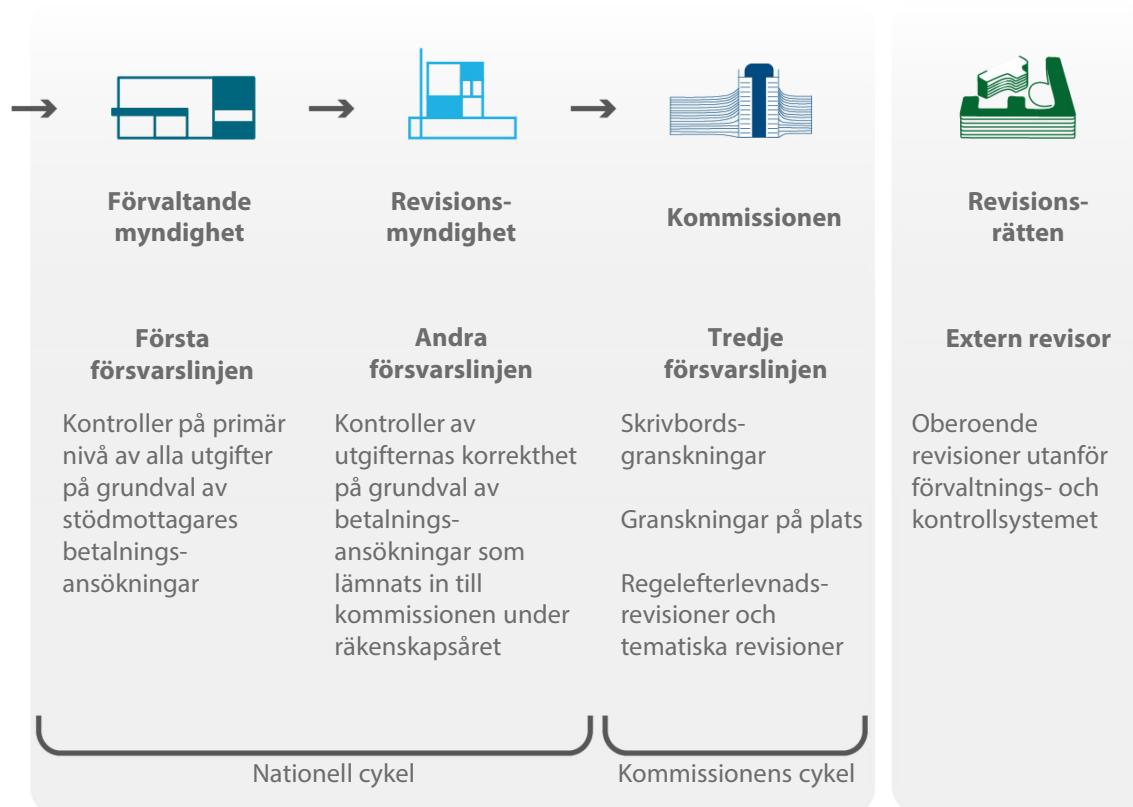 Förvaltande
myndighet
Första
försvarslinjen
Kontroller på primär
nivå av alla utgifter
på grundval av
stödmottagares
betalnings-
ansökningar
Revisions-
myndighet
Andra
försvarslinjen
Kontroller av
utgifternas korrekthet
på grundval av
betalnings-
ansökningar som
lämnats in till
kommissionen under
räkenskapsåret
Kommissionen
Tredje
försvarslinjen
Skrivbords-
granskningar
Granskningar på plats
Regelefterlevnads-
revisioner och
tematiska revisioner
Nationell cykel
Kommissionens cykel
Revisions-
rätten
Extern revisor
Oberoende
revisioner utanför
förvaltnings- och
kontrollsystemet